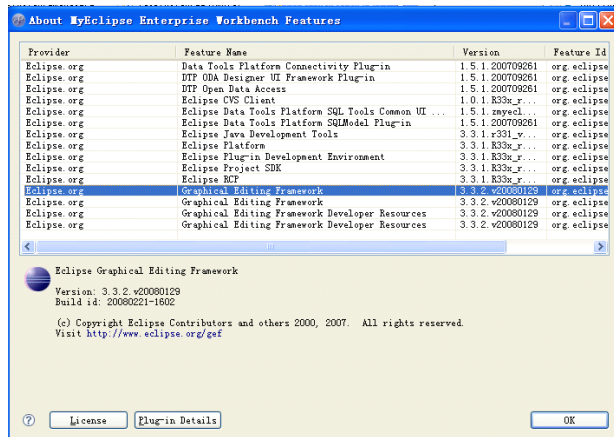 About MyEclipse Enterprise Workbench Features
Provider Feature Name Version Feature Id
Eclipse.org Data Tools Platform Connectivity Plug-in 1.5.1.200709261 org.eclipse
Eclipse.org DTP ODA Designer UI Framework Plug-in 1.5.1.200709261 org.eclipse
Eclipse.org DTP Open Data Access 1.5.1.200709261 org.eclipse
Eclipse.org Eclipse CVS Client 1.0.1.R33x_r... org.eclipse
Eclipse.org Eclipse Data Tools Platform SQL Tools Common UI ... 1.5.1.zmyecl... org.eclipse
Eclipse.org Eclipse Data Tools Platform SQLModel Plug-in 1.5.1.200709261 org.eclipse
Eclipse.org Eclipse Java Development Tools 3.3.1.r331_v... org.eclipse
Eclipse.org Eclipse Platform 3.3.1.R33x_r... org.eclipse
Eclipse.org Eclipse Plug-in Development Environment 3.3.1.R33x_r... org.eclipse
Eclipse.org Eclipse Project SDK 3.3.1.R33x_r... org.eclipse
Eclipse.org Eclipse RCP 3.3.1.R33x_r... org.eclipse
Eclipse.org Graphical Editing Framework 3.3.2.v20080129 org.eclipse
Eclipse.org Graphical Editing Framework 3.3.2.v20080129 org.eclipse
Eclipse.org Graphical Editing Framework Developer Resources 3.3.2.v20080129 org.eclipse
Eclipse.org Graphical Editing Framework Developer Resources 3.3.2.v20080129 org.eclipse
Eclipse Graphical Editing Framework
Version: 3.3.2.v20080129
Build id: 20080221-1602
(c) Copyright Eclipse Contributors and others 2000, 2007. All rights reserved.
Visit http://www.eclipse.org/gef
? License Plug-in Details OK